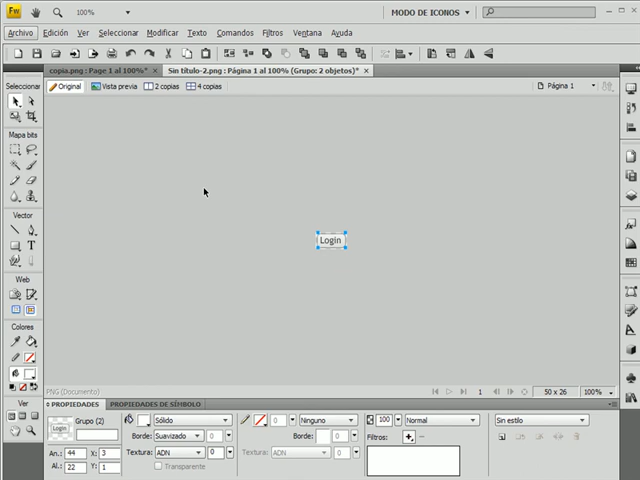 Fw
100%
MODO DE ICONOS
Archivo Edición Ver Seleccionar Modificar Texto Comandos Filtros Ventana Ayuda
copia.png : Page 1 al 100%* × Sin título-2.png : Página 1 al 100% (Grupo: 2 objetos)* ×
Seleccionar
Original Vista previa 2 copias 4 copias Página 1
Mapa bits
Vector
Login
Web
Colores
Ver
PNG (Documento) 1 50 x 26 100%
PROPIEDADES PROPIEDADES DE SÍMBOLO
Grupo (2) Sólido 0 Ninguno 100 Normal Sin estilo
Login
Borde: Suavizado 0 Borde: 0 Filtros:
An.: 44 X: 3 Textura: ADN 0 Textura: ADN 0
Al.: 22 Y: 1 Transparente